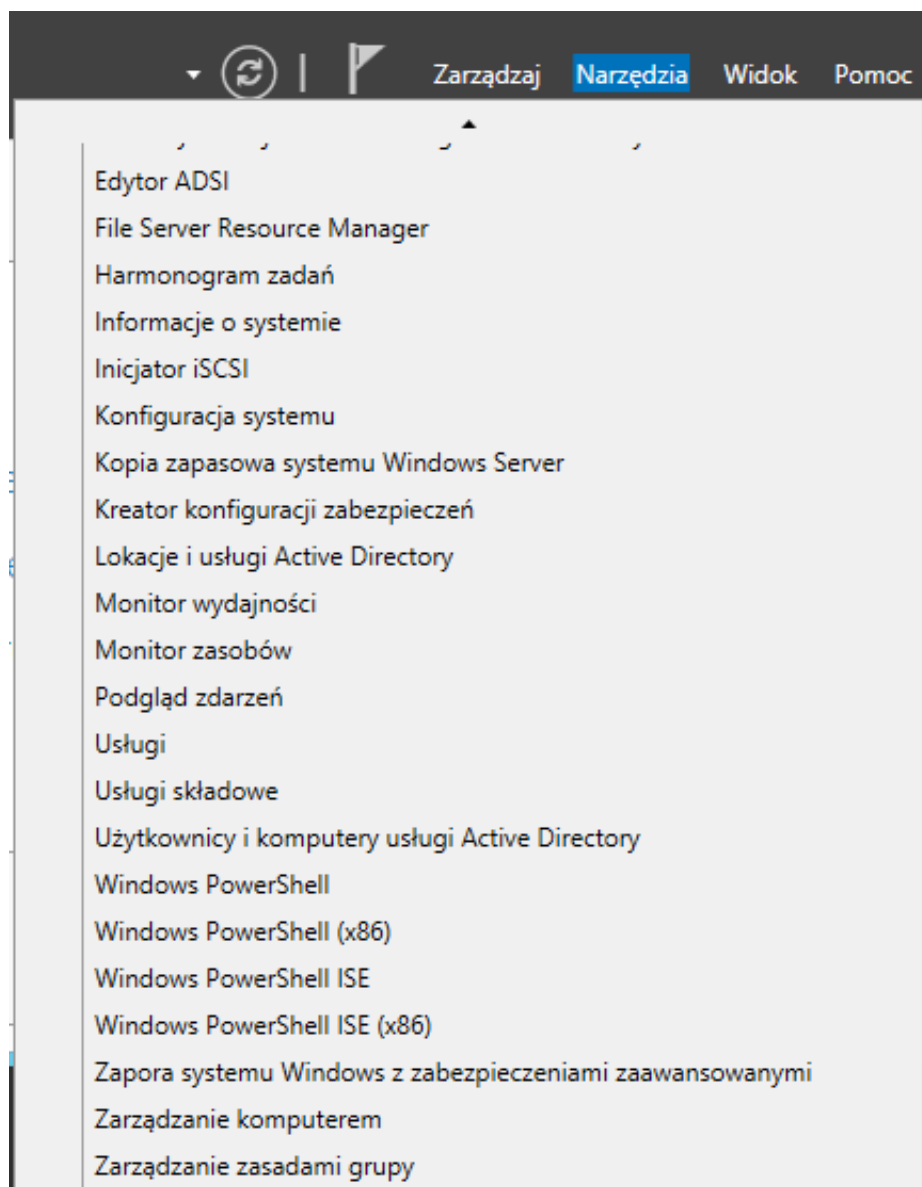 Zarządzaj Narzędzia Widok Pomoc
Edytor ADSI
File Server Resource Manager
Harmonogram zadań
Informacje o systemie
Inicjator iSCSI
Konfiguracja systemu
Kopia zapasowa systemu Windows Server
Kreator konfiguracji zabezpieczeń
Lokacje i usługi Active Directory
Monitor wydajności
Monitor zasobów
Podgląd zdarzeń
Usługi
Usługi składowe
Użytkownicy i komputery usługi Active Directory
Windows PowerShell
Windows PowerShell (x86)
Windows PowerShell ISE
Windows PowerShell ISE (x86)
Zapora systemu Windows z zabezpieczeniami zaawansowanymi
Zarządzanie komputerem
Zarządzanie zasadami grupy